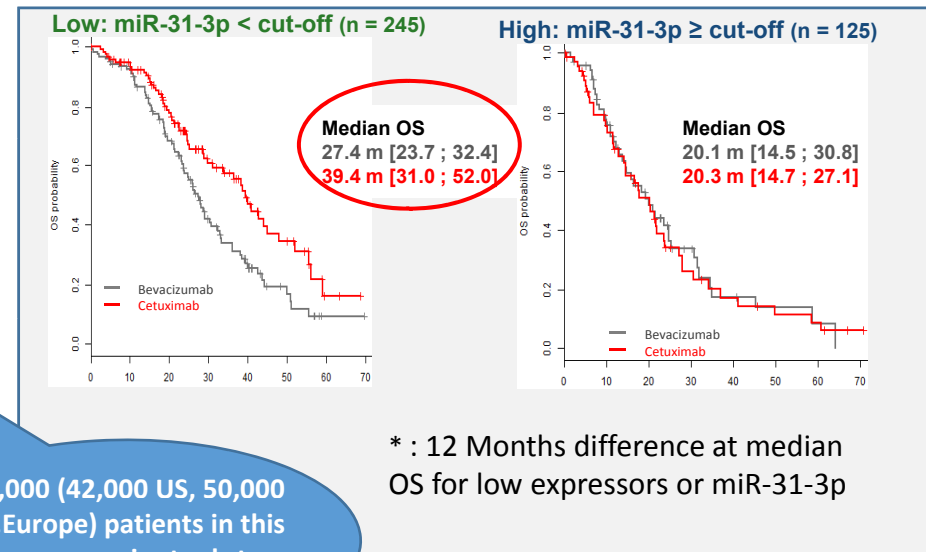 Low: miR-31-3p < cut-off (n = 245)
High: miR-31-3p ≥ cut-off (n = 125)
OS probability
1.0
0.8
0.6
0.4
0.2
0.0
Median OS
27.4 m [23.7 ; 32.4]
39.4 m [31.0 ; 52.0]
Bevacizumab
Cetuximab
0 10 20 30 40 50 60 70
OS probability
1.0
0.8
0.6
0.4
0.2
0.0
Median OS
20.1 m [14.5 ; 30.8]
20.3 m [14.7 ; 27.1]
Bevacizumab
Cetuximab
0 10 20 30 40 50 60 70
* : 12 Months difference at median
OS for low expressors or miR-31-3p
,000 (42,000 US, 50,000
Europe) patients in this